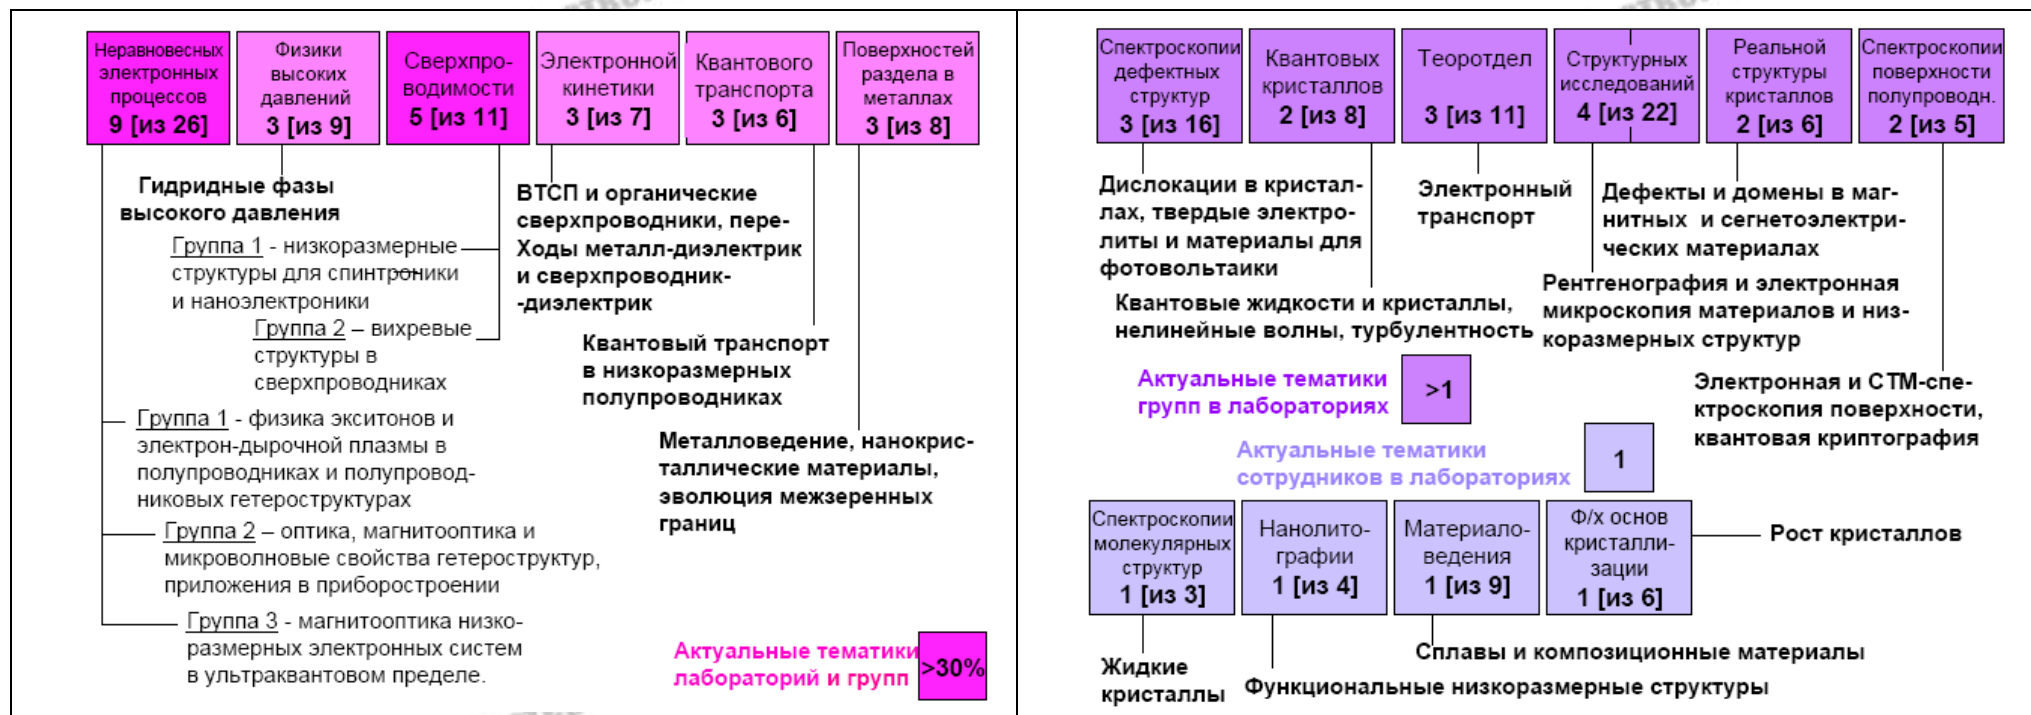 Неравновесных
электронных
процессов
9 [из 26]
Физики
высоких
давлений
3 [из 9]
Сверхпро-
водимости
5 [из 11]
Электронной
кинетики
3 [из 7]
Квантового
транспорта
3 [из 6]
Поверхностей
раздела в
металлах
3 [из 8]
Гидридные фазы
высокого давления
Группа 1 - низкоразмерные
структуры для спинтроники
и наноэлектроники
Группа 2 – вихревые
структуры в
сверхпроводниках
ВТСП и органические
сверхпроводники, пере-
Ходы металл-диэлектрик
и сверхпроводник-
-диэлектрик
Квантовый транспорт
в низкоразмерных
полупроводниках
Группа 1 - физика экситонов и
электрон-дырочной плазмы в
полупроводниках и полупровод-
никовых гетероструктурах
Группа 2 – оптика, магнитооптика и
микроволновые свойства гетероструктур,
приложения в приборостроении
Группа 3 - магнитооптика низко-
размерных электронных систем
в ультраквантовом пределе.
Металловедение, нанокрис-
таллические материалы,
эволюция межзеренных
границ
Актуальные тематики
лабораторий и групп
>30%
Спектроскопии
дефектных
структур
3 [из 16]
Квантовых
кристаллов
2 [из 8]
Теоротдел
3 [из 11]
Структурных
исследований
4 [из 22]
Реальной
структуры
кристаллов
2 [из 6]
Спектроскопии
поверхности
полупроводн.
2 [из 5]
Дислокации в кристал-
лах, твердые электро-
литы и материалы для
фотовольтаики
Электронный
транспорт
Дефекты и домены в маг-
нитных и сегнетоэлектри-
ческих материалах
Квантовые жидкости и кристаллы,
нелинейные волны, турбулентность
Рентгенография и электронная
микроскопия материалов и низ-
коразмерных структур
Актуальные тематики
групп в лабораториях
>1
Электронная и СТМ-спе-
ктроскопия поверхности,
квантовая криптография
Актуальные тематики
сотрудников в лабораториях
1
Спектроскопии
молекулярных
структур
1 [из 3]
Нанолито-
графии
1 [из 4]
Материало-
ведения
1 [из 9]
Ф/х основ
кристалли-
зации
1 [из 6]
Рост кристаллов
Жидкие
кристаллы
Сплавы и композиционные материалы
Функциональные низкоразмерные структуры